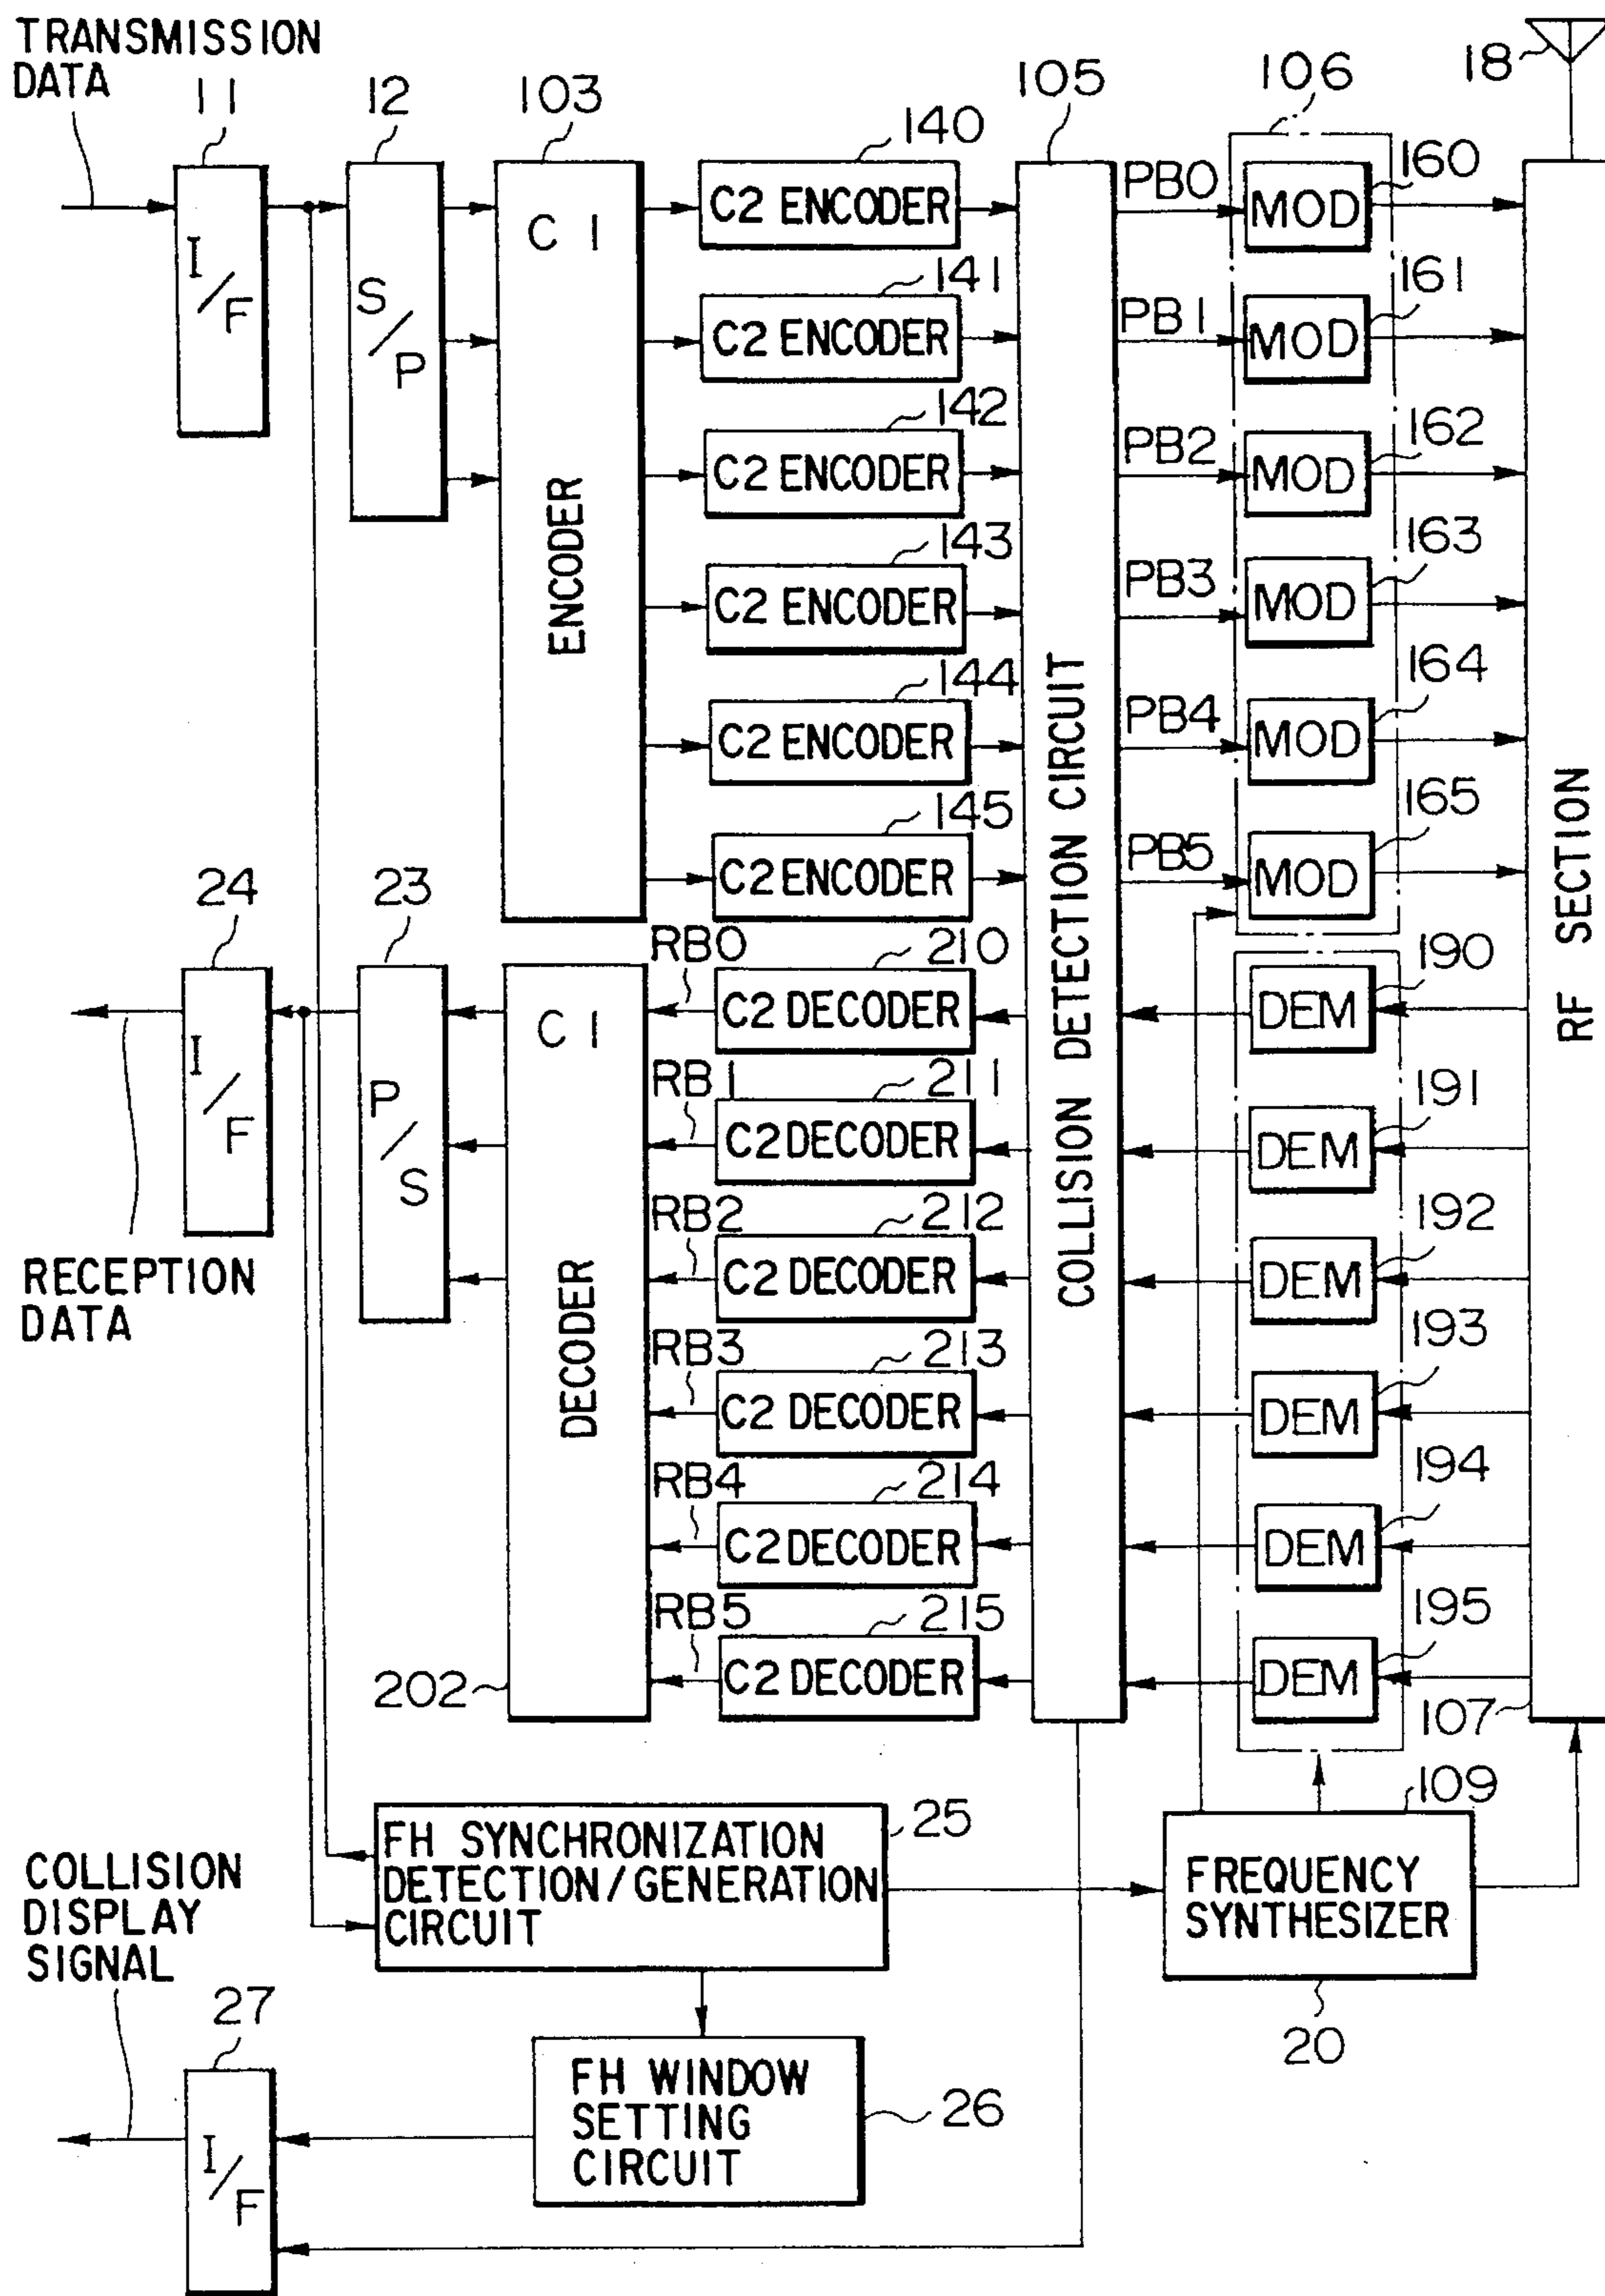 TRANSMISSION
DATA
11
12
103
140
105
106
18
I/F
S/P
C1
ENCODER
C2 ENCODER
PB0
MOD
160
141
C2 ENCODER
PB1
MOD
161
142
C2 ENCODER
PB2
MOD
162
143
C2 ENCODER
PB3
MOD
163
144
C2 ENCODER
PB4
MOD
164
145
C2 ENCODER
PB5
MOD
165
COLLISION DETECTION CIRCUIT
RF SECTION
24
23
RB0
210
I/F
P/S
C1
DECODER
C2 DECODER
DEM
190
RB1
211
C2 DECODER
DEM
191
RB2
212
C2 DECODER
DEM
192
RECEPTION
DATA
RB3
213
C2 DECODER
DEM
193
RB4
214
C2 DECODER
DEM
194
RB5
215
C2 DECODER
DEM
195
202
107
109
25
FH SYNCHRONIZATION
DETECTION/GENERATION
CIRCUIT
FREQUENCY
SYNTHESIZER
20
COLLISION
DISPLAY
SIGNAL
27
I/F
FH WINDOW
SETTING
CIRCUIT
26